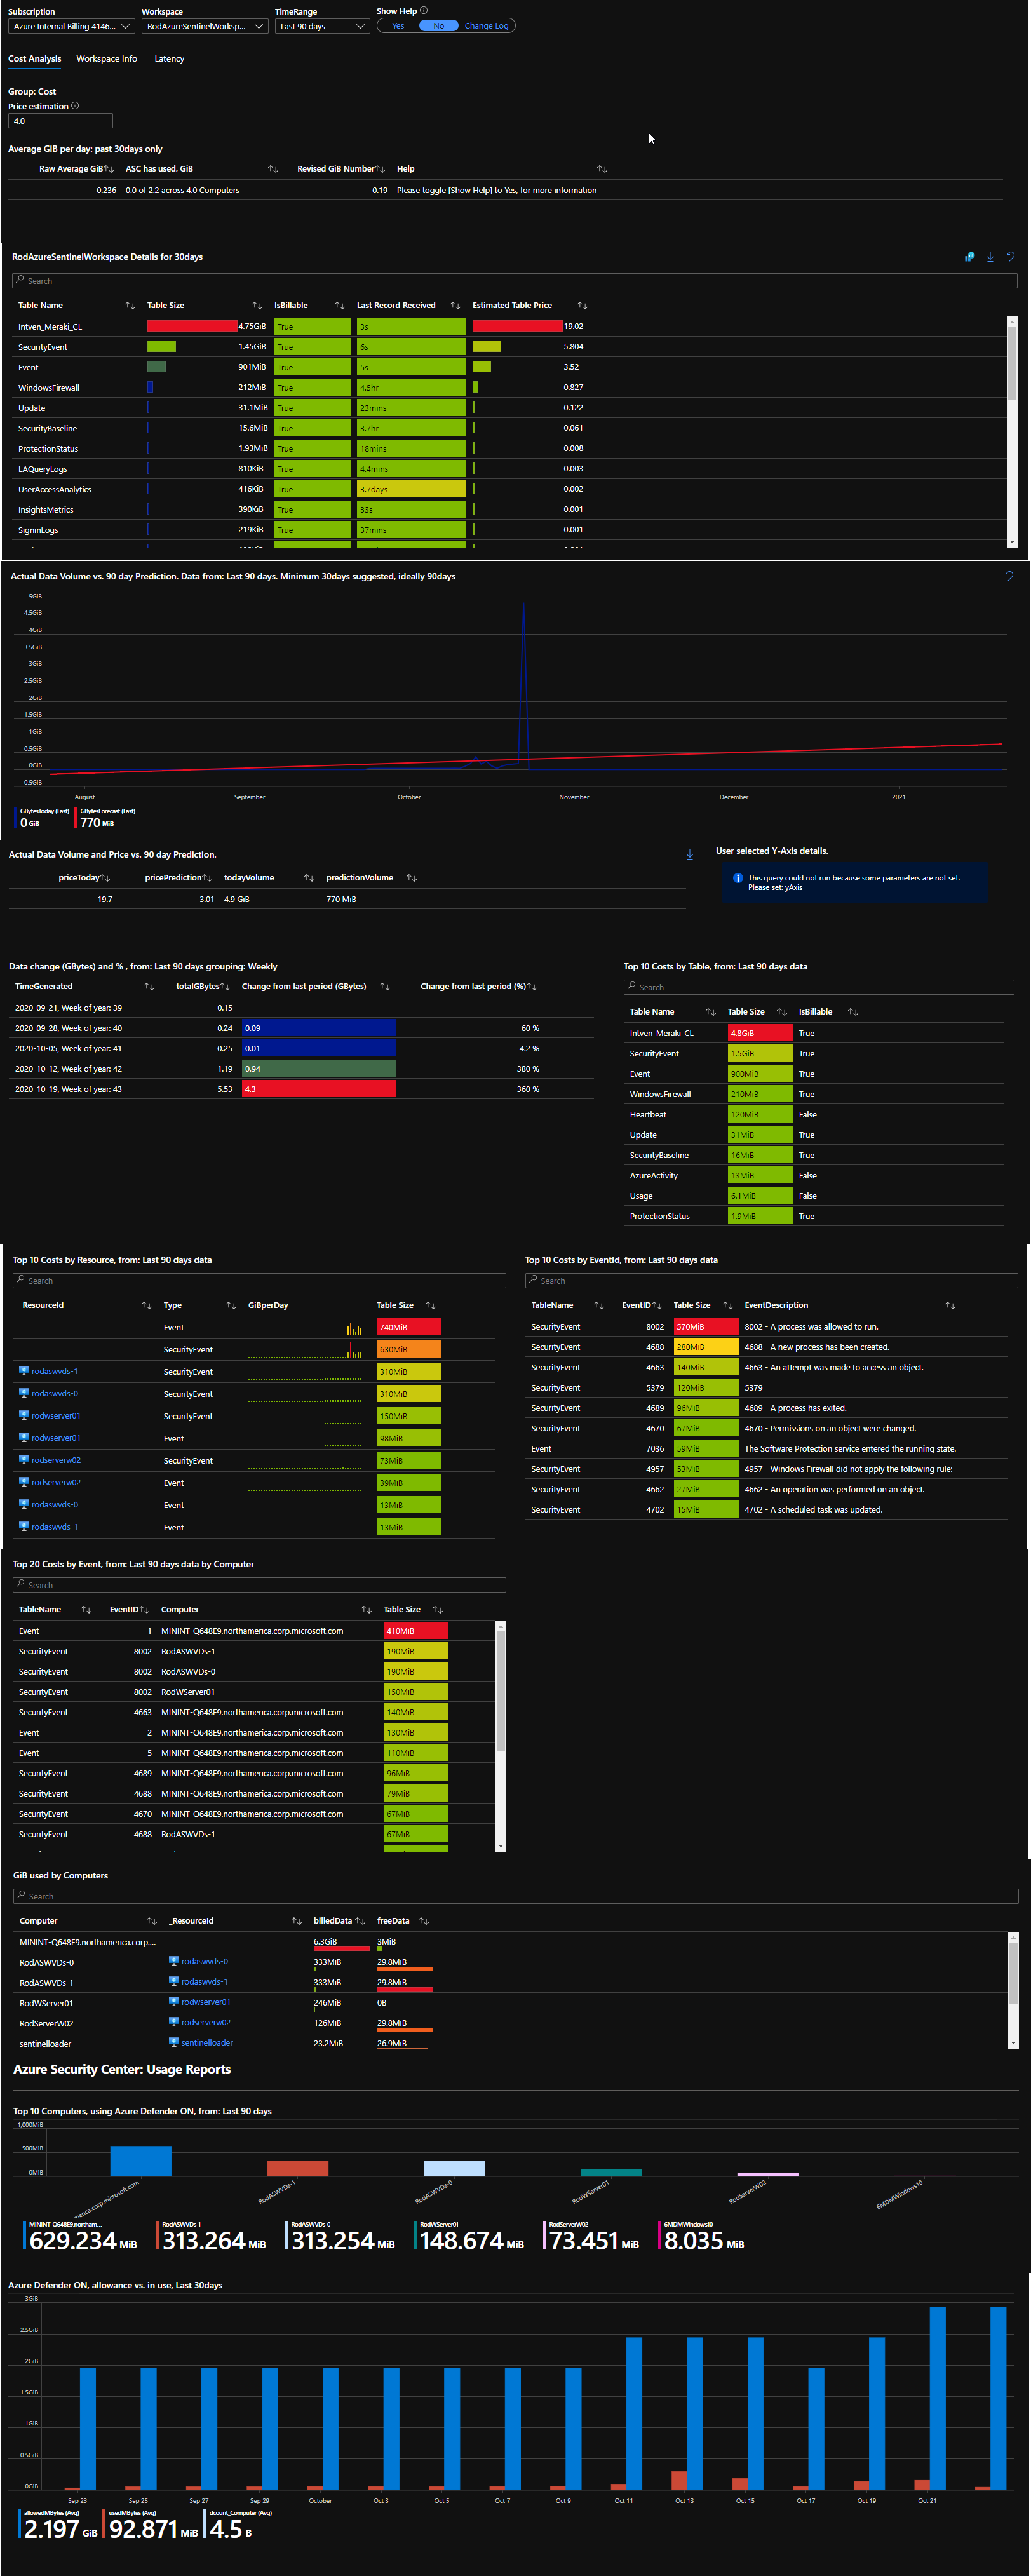 Subscription Workspace TimeRange Show Help
Azure Internal Billing 4146... RodAzureSentinelWorksp... Last 90 days Yes No Change Log
Cost Analysis Workspace Info Latency
Group: Cost
Price estimation
4.0
Average GiB per day: past 30days only
Raw Average GiB ASC has used, GiB Revised GiB Number Help
0.236 0.0 of 2.2 across 4.0 Computers 0.19 Please toggle [Show Help] to Yes, for more information
RodAzureSentinelWorkspace Details for 30days
Search
Table Name Table Size IsBillable Last Record Received Estimated Table Price
Intven_Meraki_CL 4.75GiB True 3s 19.02
SecurityEvent 1.45GiB True 6s 5.804
Event 901MiB True 5s 3.52
WindowsFirewall 212MiB True 4.5hr 0.827
Update 31.1MiB True 23mins 0.122
SecurityBaseline 15.6MiB True 3.7hr 0.061
ProtectionStatus 1.93MiB True 18mins 0.008
LAQueryLogs 810KiB True 4.4mins 0.003
UserAccessAnalytics 416KiB True 3.7days 0.002
InsightsMetrics 390KiB True 33s 0.001
SigninLogs 219KiB True 37mins 0.001
Actual Data Volume vs. 90 day Prediction. Data from: Last 90 days. Minimum 30days suggested, ideally 90days
5GiB
4.5GiB
4GiB
3.5GiB
3GiB
2.5GiB
2GiB
1.5GiB
1GiB
0.5GiB
0GiB
-0.5GiB
August September October November December 2021
GBytesToday (Last) GBytesForecast (Last)
0 GiB 770 MiB
Actual Data Volume and Price vs. 90 day Prediction. User selected Y-Axis details.
priceToday pricePrediction todayVolume predictionVolume
This query could not run because some parameters are not set.
Please set: yAxis
19.7 3.01 4.9 GiB 770 MiB
Data change (GBytes) and % , from: Last 90 days grouping: Weekly
TimeGenerated totalGBytes Change from last period (GBytes) Change from last period (%)
2020-09-21, Week of year: 39 0.15
2020-09-28, Week of year: 40 0.24 0.09 60 %
2020-10-05, Week of year: 41 0.25 0.01 4.2 %
2020-10-12, Week of year: 42 1.19 0.94 380 %
2020-10-19, Week of year: 43 5.53 4.3 360 %
Top 10 Costs by Table, from: Last 90 days data
Search
Table Name Table Size IsBillable
Intven_Meraki_CL 4.8GiB True
SecurityEvent 1.5GiB True
Event 900MiB True
WindowsFirewall 210MiB True
Heartbeat 120MiB False
Update 31MiB True
SecurityBaseline 16MiB True
AzureActivity 13MiB False
Usage 6.1MiB False
ProtectionStatus 1.9MiB True
Top 10 Costs by Resource, from: Last 90 days data
Search
_ResourceId Type GiBperDay Table Size
Event 740MiB
SecurityEvent 630MiB
rodaswvds-1 SecurityEvent 310MiB
rodaswvds-0 SecurityEvent 310MiB
rodwserver01 SecurityEvent 150MiB
rodwserver01 Event 98MiB
rodserverw02 SecurityEvent 73MiB
rodserverw02 Event 39MiB
rodaswvds-0 Event 13MiB
rodaswvds-1 Event 13MiB
Top 10 Costs by EventId, from: Last 90 days data
Search
TableName EventID Table Size EventDescription
SecurityEvent 8002 570MiB 8002 - A process was allowed to run.
SecurityEvent 4688 280MiB 4688 - A new process has been created.
SecurityEvent 4663 140MiB 4663 - An attempt was made to access an object.
SecurityEvent 5379 120MiB 5379
SecurityEvent 4689 96MiB 4689 - A process has exited.
SecurityEvent 4670 67MiB 4670 - Permissions on an object were changed.
Event 7036 59MiB The Software Protection service entered the running state.
SecurityEvent 4957 53MiB 4957 - Windows Firewall did not apply the following rule:
SecurityEvent 4662 27MiB 4662 - An operation was performed on an object.
SecurityEvent 4702 15MiB 4702 - A scheduled task was updated.
Top 20 Costs by Event, from: Last 90 days data by Computer
Search
TableName EventID Computer Table Size
Event 1 MININT-Q648E9.northamerica.corp.microsoft.com 410MiB
SecurityEvent 8002 RodASWVDs-1 190MiB
SecurityEvent 8002 RodASWVDs-0 190MiB
SecurityEvent 8002 RodWServer01 150MiB
SecurityEvent 4663 MININT-Q648E9.northamerica.corp.microsoft.com 140MiB
Event 2 MININT-Q648E9.northamerica.corp.microsoft.com 130MiB
Event 5 MININT-Q648E9.northamerica.corp.microsoft.com 110MiB
SecurityEvent 4689 MININT-Q648E9.northamerica.corp.microsoft.com 96MiB
SecurityEvent 4688 MININT-Q648E9.northamerica.corp.microsoft.com 79MiB
SecurityEvent 4670 MININT-Q648E9.northamerica.corp.microsoft.com 67MiB
SecurityEvent 4688 RodASWVDs-1 67MiB
GiB used by Computers
Search
Computer _ResourceId billedData freeData
MININT-Q648E9.northamerica.corp.... 6.3GiB 3MiB
RodASWVDs-0 rodaswvds-0 333MiB 29.8MiB
RodASWVDs-1 rodaswvds-1 333MiB 29.8MiB
RodWServer01 rodwserver01 246MiB 0B
RodServerW02 rodserverw02 126MiB 29.8MiB
sentinelloader sentinelloader 23.2MiB 26.9MiB
Azure Security Center: Usage Reports
Top 10 Computers, using Azure Defender ON, from: Last 90 days
1,000MiB
500MiB
0MiB
...erica.corp.microsoft.com RodASWVDs-1 RodASWVDs-0 RodWServer01 RodServerW02 6MDMWindows10
MININT-Q648E9.northam... RodASWVDs-1 RodASWVDs-0 RodWServer01 RodServerW02 6MDMWindows10
629.234 MiB 313.264 MiB 313.254 MiB 148.674 MiB 73.451 MiB 8.035 MiB
Azure Defender ON, allowance vs. in use, Last 30days
3GiB
2.5GiB
2GiB
1.5GiB
1GiB
0.5GiB
0GiB
Sep 23 Sep 25 Sep 27 Sep 29 October Oct 3 Oct 5 Oct 7 Oct 9 Oct 11 Oct 13 Oct 15 Oct 17 Oct 19 Oct 21
allowedMBytes (Avg) usedMBytes (Avg) dcount_Computer (Avg)
2.197 GiB 92.871 MiB 4.5 B